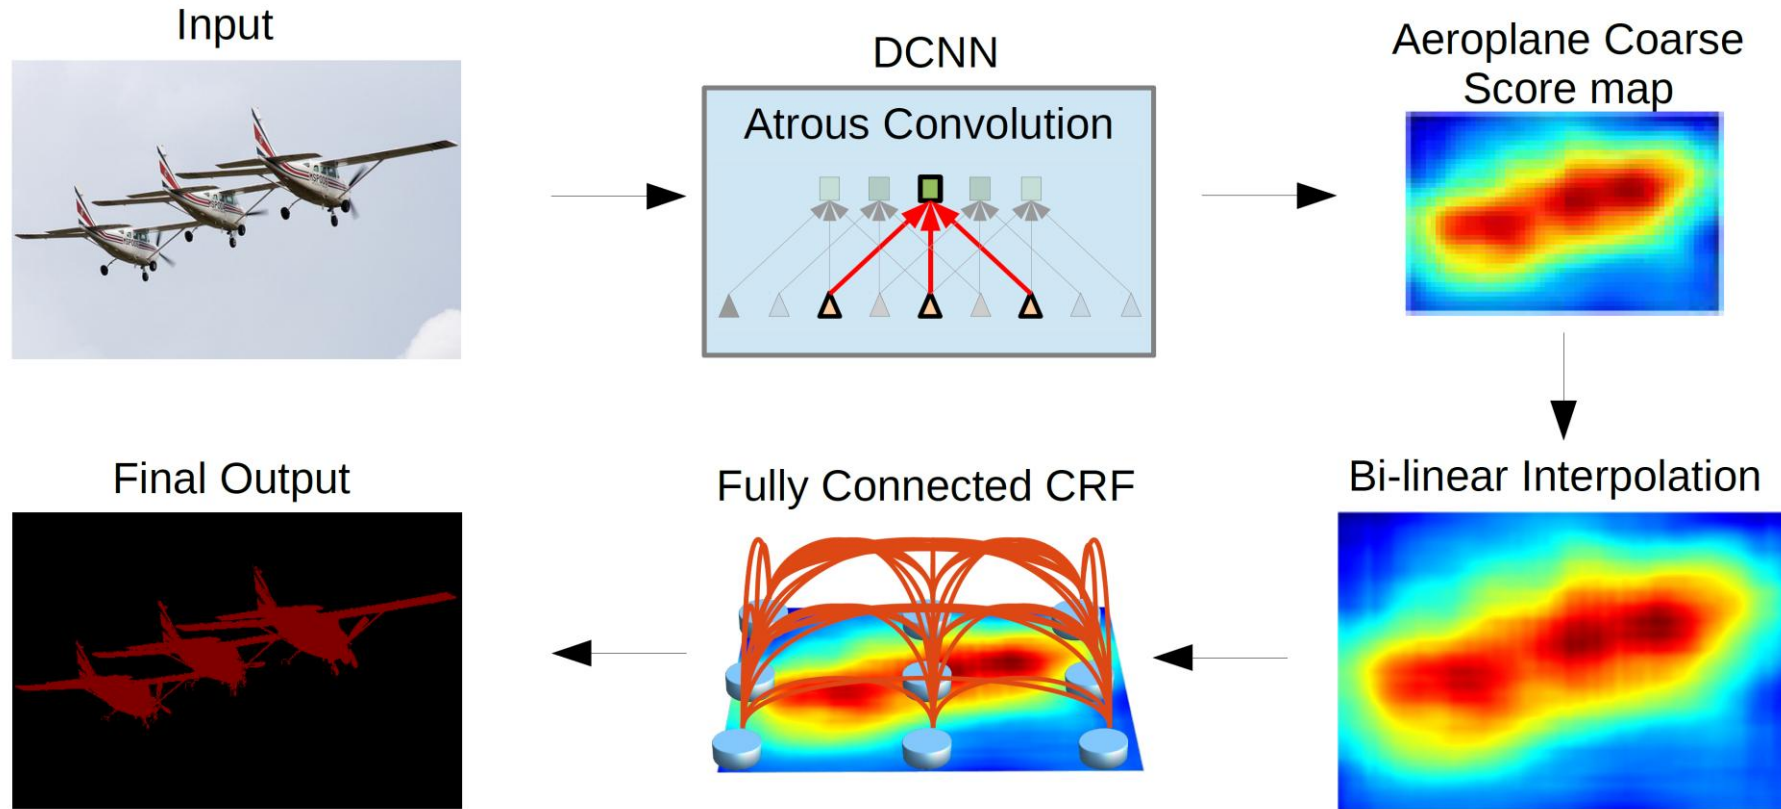 Input
DCNN
Atrous Convolution
Aeroplane Coarse
Score map
Bi-linear Interpolation
Fully Connected CRF
Final Output